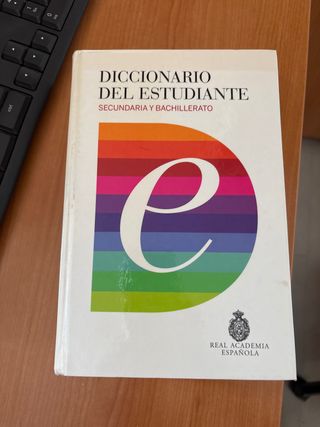 DICCIONARIO
DEL ESTUDIANTE
SECUNDARIA Y BACHILLERATO
e
REAL ACADEMIA
ESPAÑOLA